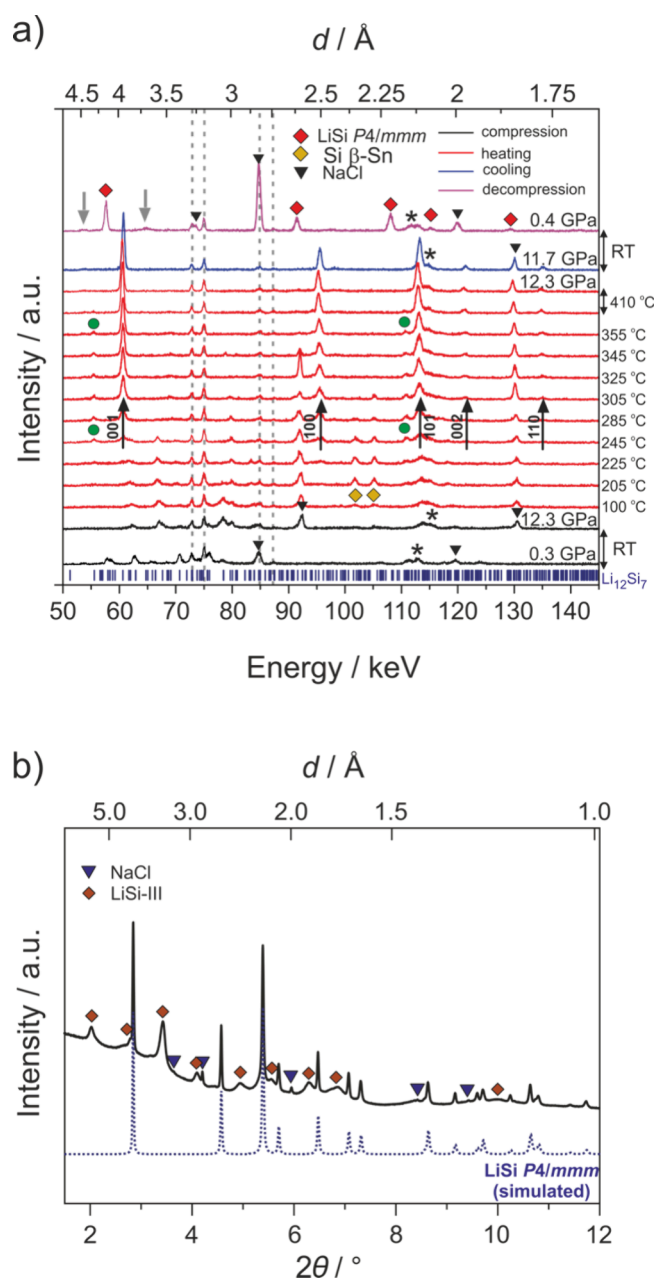 a)
d / Å
4.5 4 3.5 3 2.5 2.25 2 1.75
LiSi P4/mmm
Si β-Sn
NaCl
compression
heating
cooling
decompression
*
0.4 GPa
*
11.7 GPa
RT
12.3 GPa
410 °C
355 °C
345 °C
325 °C
305 °C
001
100
101
002
110
285 °C
245 °C
225 °C
205 °C
100 °C
*
12.3 GPa
RT
*
0.3 GPa
Li12Si7
Intensity / a.u.
50 60 70 80 90 100 110 120 130 140
Energy / keV
b)
d / Å
5.0 3.0 2.0 1.5 1.0
NaCl
LiSi-III
Intensity / a.u.
LiSi P4/mmm
(simulated)
2 4 6 8 10 12
2θ / °